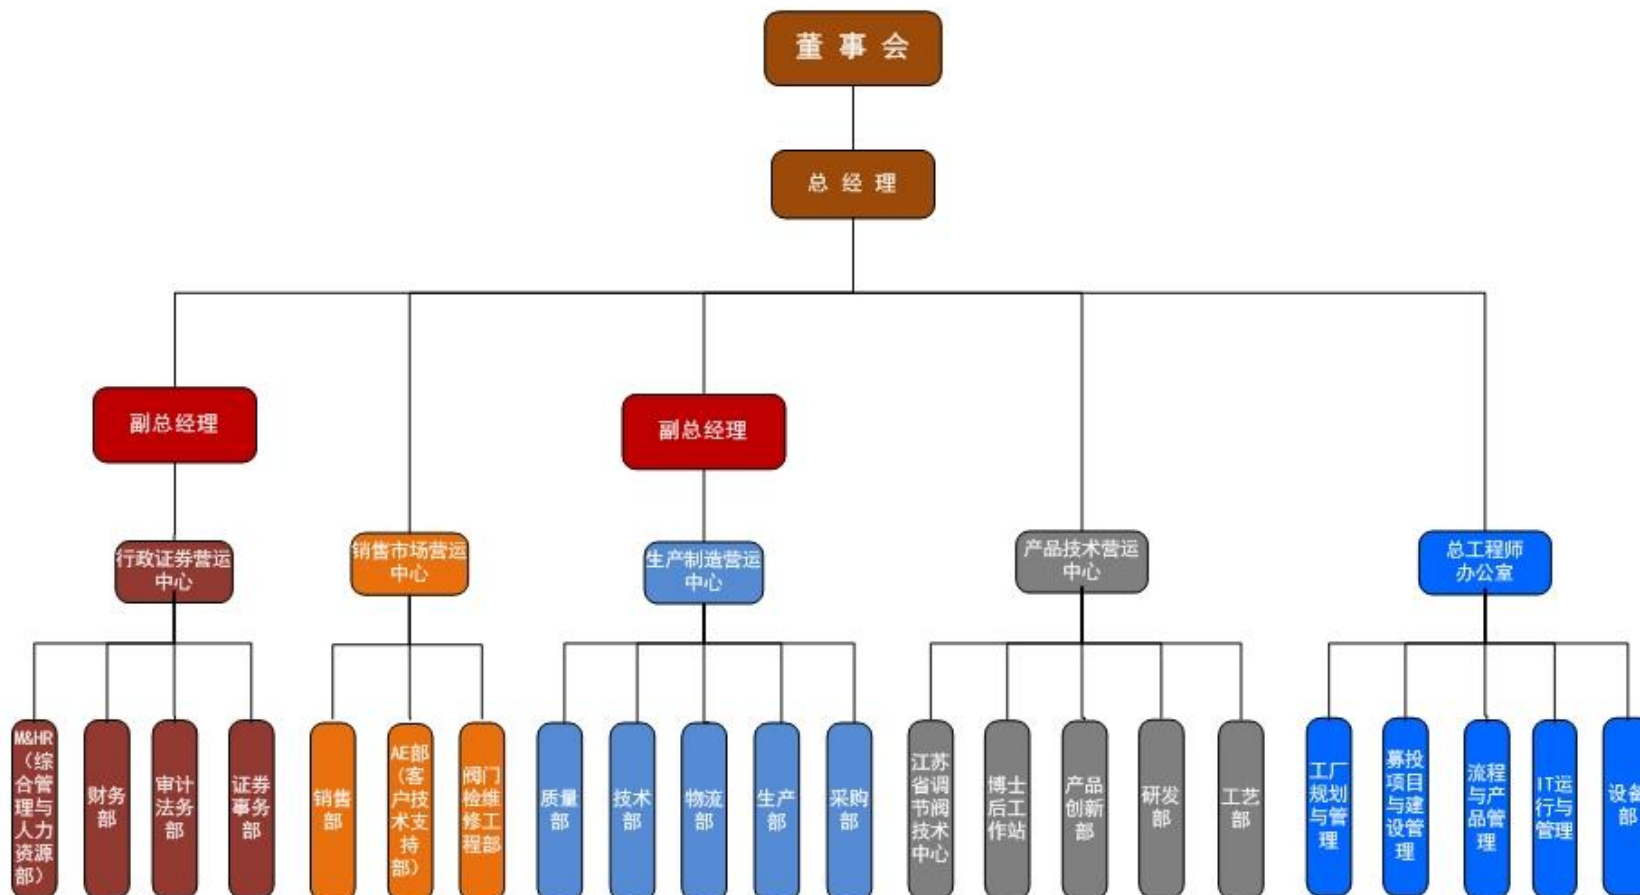 董 事 会
总 经 理
副总经理
副总经理
行政证券营运
中心
销售市场营运
中心
生产制造营运
中心
产品技术营运
中心
总工程师
办公室
M&HR
（综
合管
理与
人力
资源
部）
财务
部
审计
法务
部
证券
事务
部
销售
部
AE部
（客
户技
术支
持
部）
阀门
检维
修工
程部
质量
部
技术
部
物流
部
生产
部
采购
部
江苏
省调
节阀
技术
中心
博士
后工
作站
产品
创新
部
研发
部
工艺
部
工厂
规划
与管
理
募投
项目
与建
设管
理
流程
与产
品管
理
IT运
行与
管理
设备
部